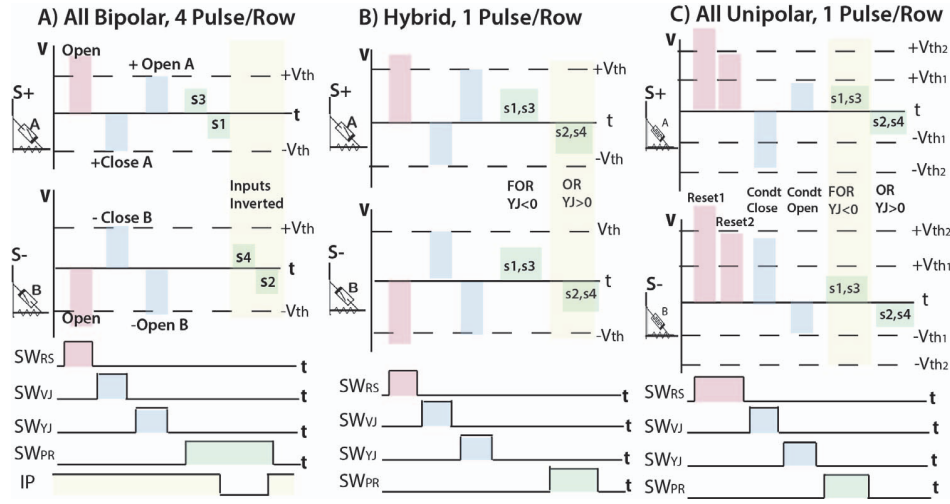 A) All Bipolar, 4 Pulse/Row
V
Open
+ Open A
+Vth
S+
A
s3
s1
t
+Close A
-Vth
V
- Close B
Inputs
Inverted
+Vth
S-
B
s4
s2
t
Open
-Open B
-Vth
SWRS
t
SWVJ
t
SWYJ
t
SWPR
t
IP
B) Hybrid, 1 Pulse/Row
V
+Vth
S+
A
s1,s3
t
s2,s4
-Vth
FOR
YJ<0
OR
YJ>0
V
Vth
S-
B
s1,s3
t
s2,s4
-Vth
SWRS
t
SWVJ
t
SWYJ
t
SWPR
t
C) All Unipolar, 1 Pulse/Row
V
+Vth2
+Vth1
S+
A
s1,s3
t
s2,s4
-Vth1
-Vth2
V
Reset1
Reset2
Condt
Close
Condt
Open
FOR
YJ<0
OR
YJ>0
+Vth2
+Vth1
S-
B
s1,s3
t
s2,s4
-Vth1
-Vth2
SWRS
t
SWVJ
t
SWYJ
t
SWPR
t